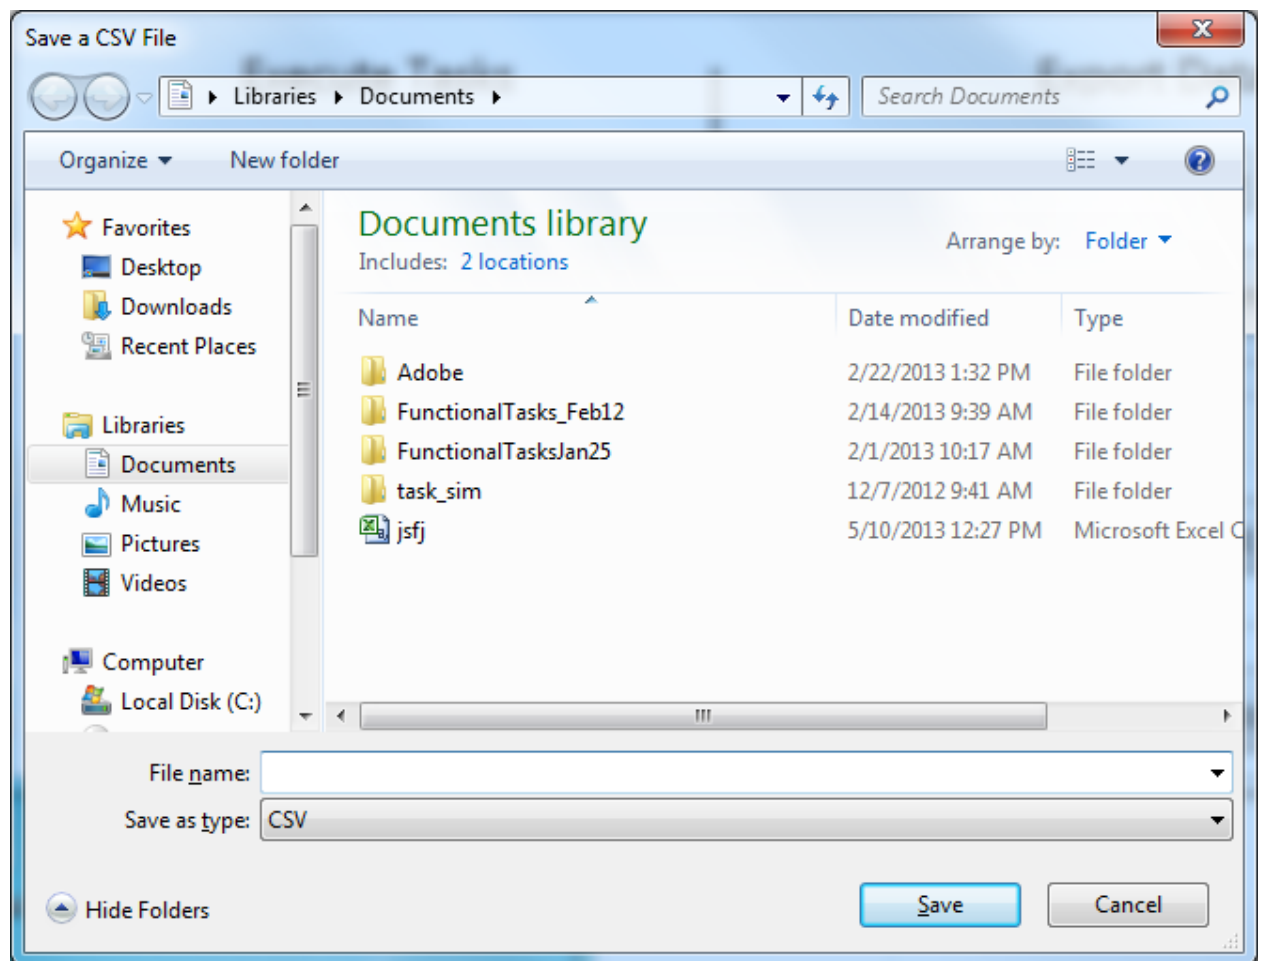 Save a CSV File
Execute Tasks
Libraries Documents
Search Documents
Organize New folder
Favorites
Desktop
Downloads
Recent Places
Libraries
Documents
Music
Pictures
Videos
Computer
Local Disk (C:)
Documents library
Includes: 2 locations
Arrange by: Folder
Name Date modified Type
Adobe 2/22/2013 1:32 PM File folder
FunctionalTasks_Feb12 2/14/2013 9:39 AM File folder
FunctionalTasksJan25 2/1/2013 10:17 AM File folder
task_sim 12/7/2012 9:41 AM File folder
jsfj 5/10/2013 12:27 PM Microsoft Excel C
File name:
Save as type: CSV
Hide Folders
Save Cancel